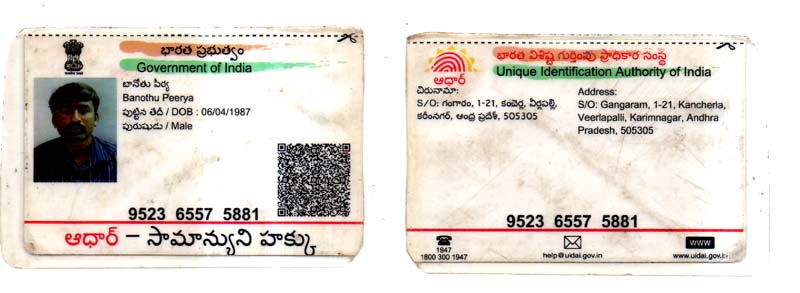 భారత ప్రభుత్వం
Government of India
బానోతు పీర్య
Banothu Peerya
పుట్టిన తేదీ / DOB : 06/04/1987
పురుషుడు / Male
9523 6557 5881
ఆధార్ – సామాన్యుని హక్కు
భారత విశిష్ట గుర్తింపు ప్రాధికార సంస్థ
Unique Identification Authority of India
ఆధార్
చిరునామా:
S/O: గంగారం, 1-21, కంచెర్ల, వీర్లపల్లి,
కరీంనగర్, ఆంధ్ర ప్రదేశ్, 505305
Address:
S/O: Gangaram, 1-21, Kancherla,
Veerlapalli, Karimnagar, Andhra
Pradesh, 505305
9523 6557 5881
1947
1800 300 1947
help@uidai.gov.in
WWW
www.uidai.gov.in